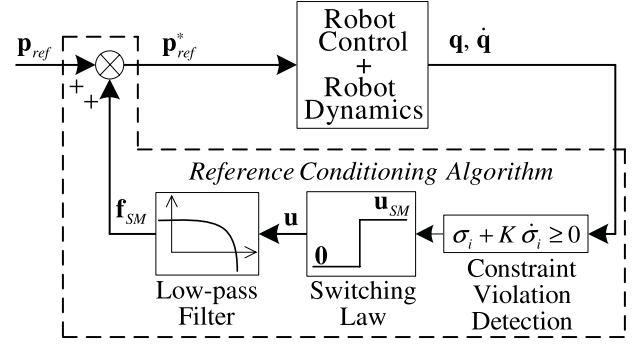 p_ref
p*_ref
Robot
Control
+
Robot
Dynamics
q, q̇
+
+
Reference Conditioning Algorithm
f_SM
u
u_SM
0
σ_i + K σ̇_i ≥ 0
Low-pass
Filter
Switching
Law
Constraint
Violation
Detection